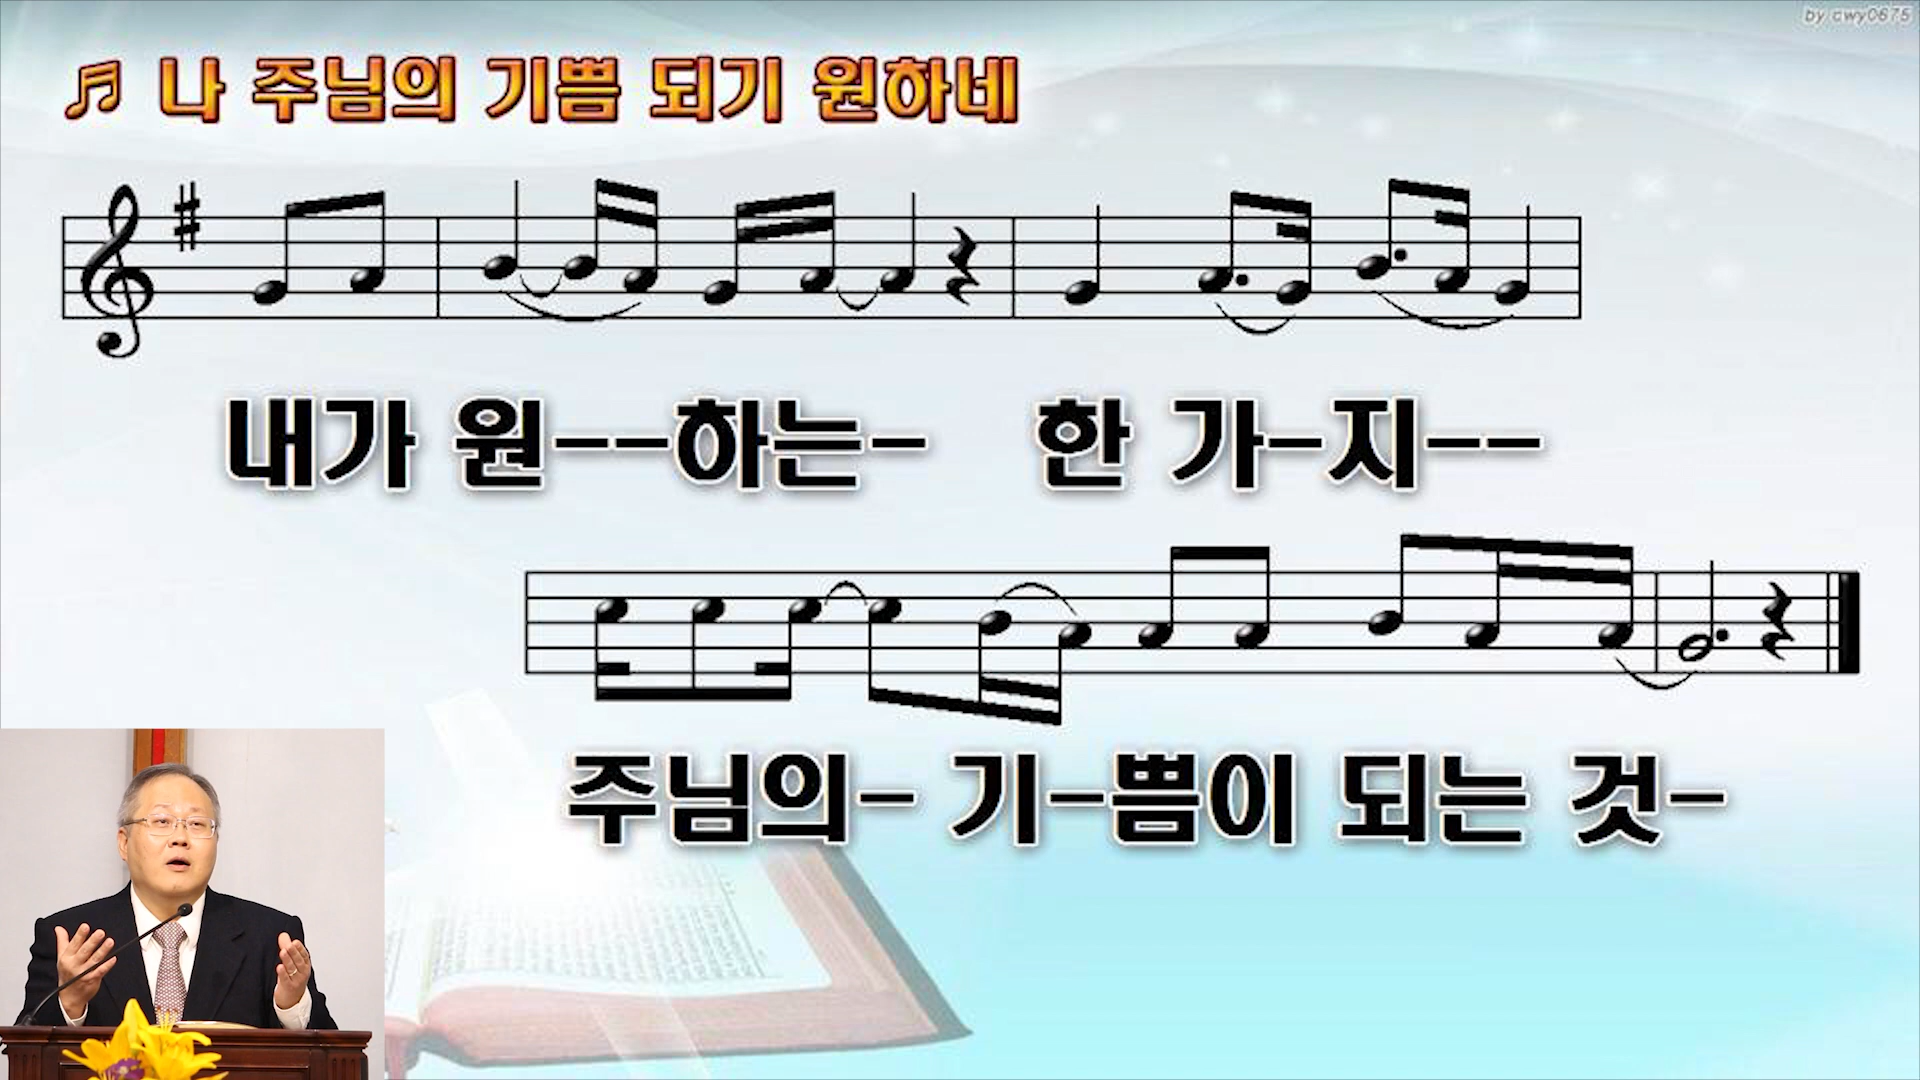 by cwy0675
나 주님의 기쁨 되기 원하네
내가 원--하는- 한 가-지--
주님의- 기-쁨이 되는 것-